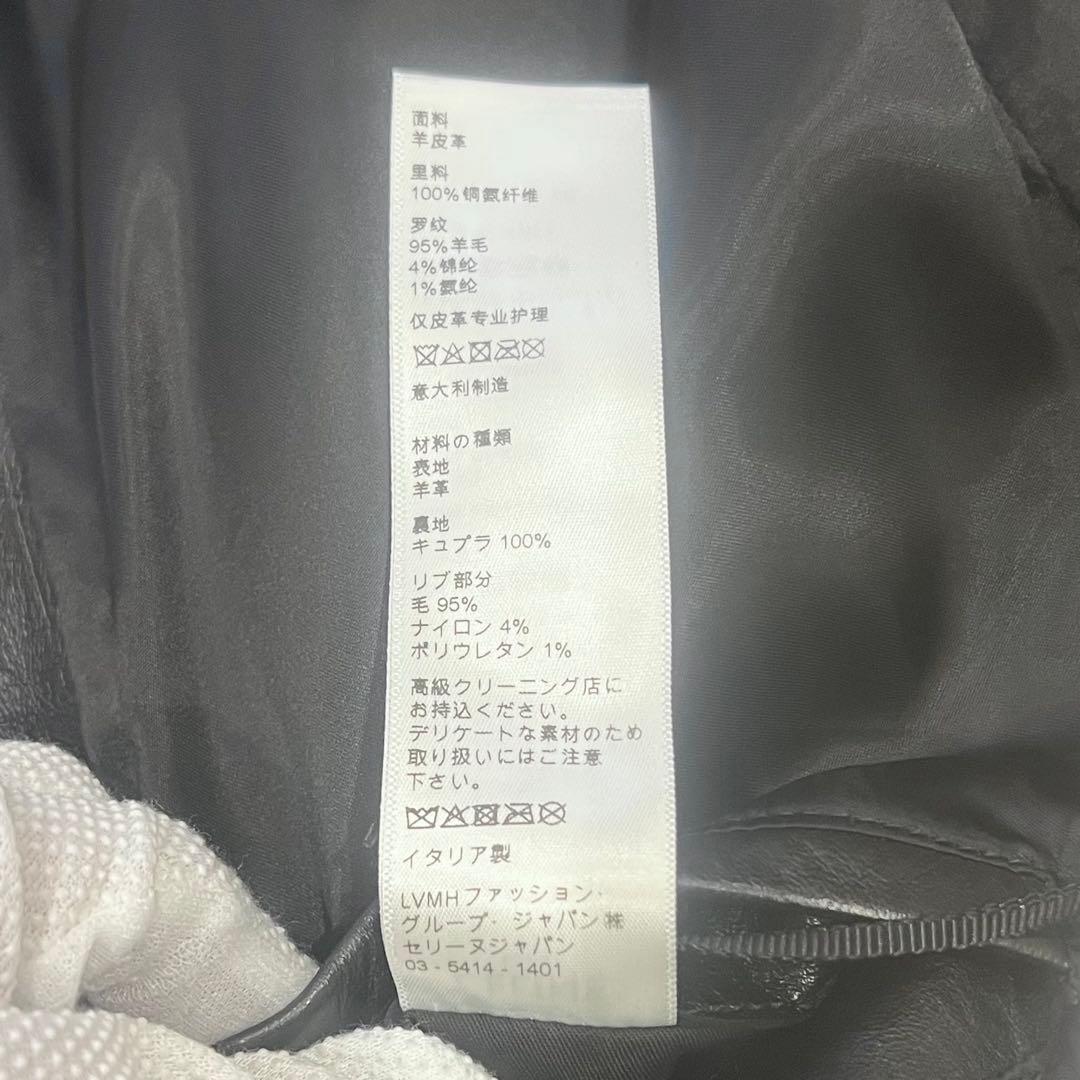 面料
羊皮革
里料
100%铜氨纤维
罗纹
95%羊毛
4%锦纶
1%氨纶
仅皮革专业护理
意大利制造
材料の種類
表地
羊革
裏地
キュプラ 100%
リブ部分
毛 95%
ナイロン 4%
ポリウレタン 1%
高級クリーニング店に
お持込ください。
デリケートな素材のため
取り扱いにはご注意
下さい。
イタリア製
LVMHファッション・
グループ・ジャパン㈱
セリーヌジャパン
03 - 5414 - 1401